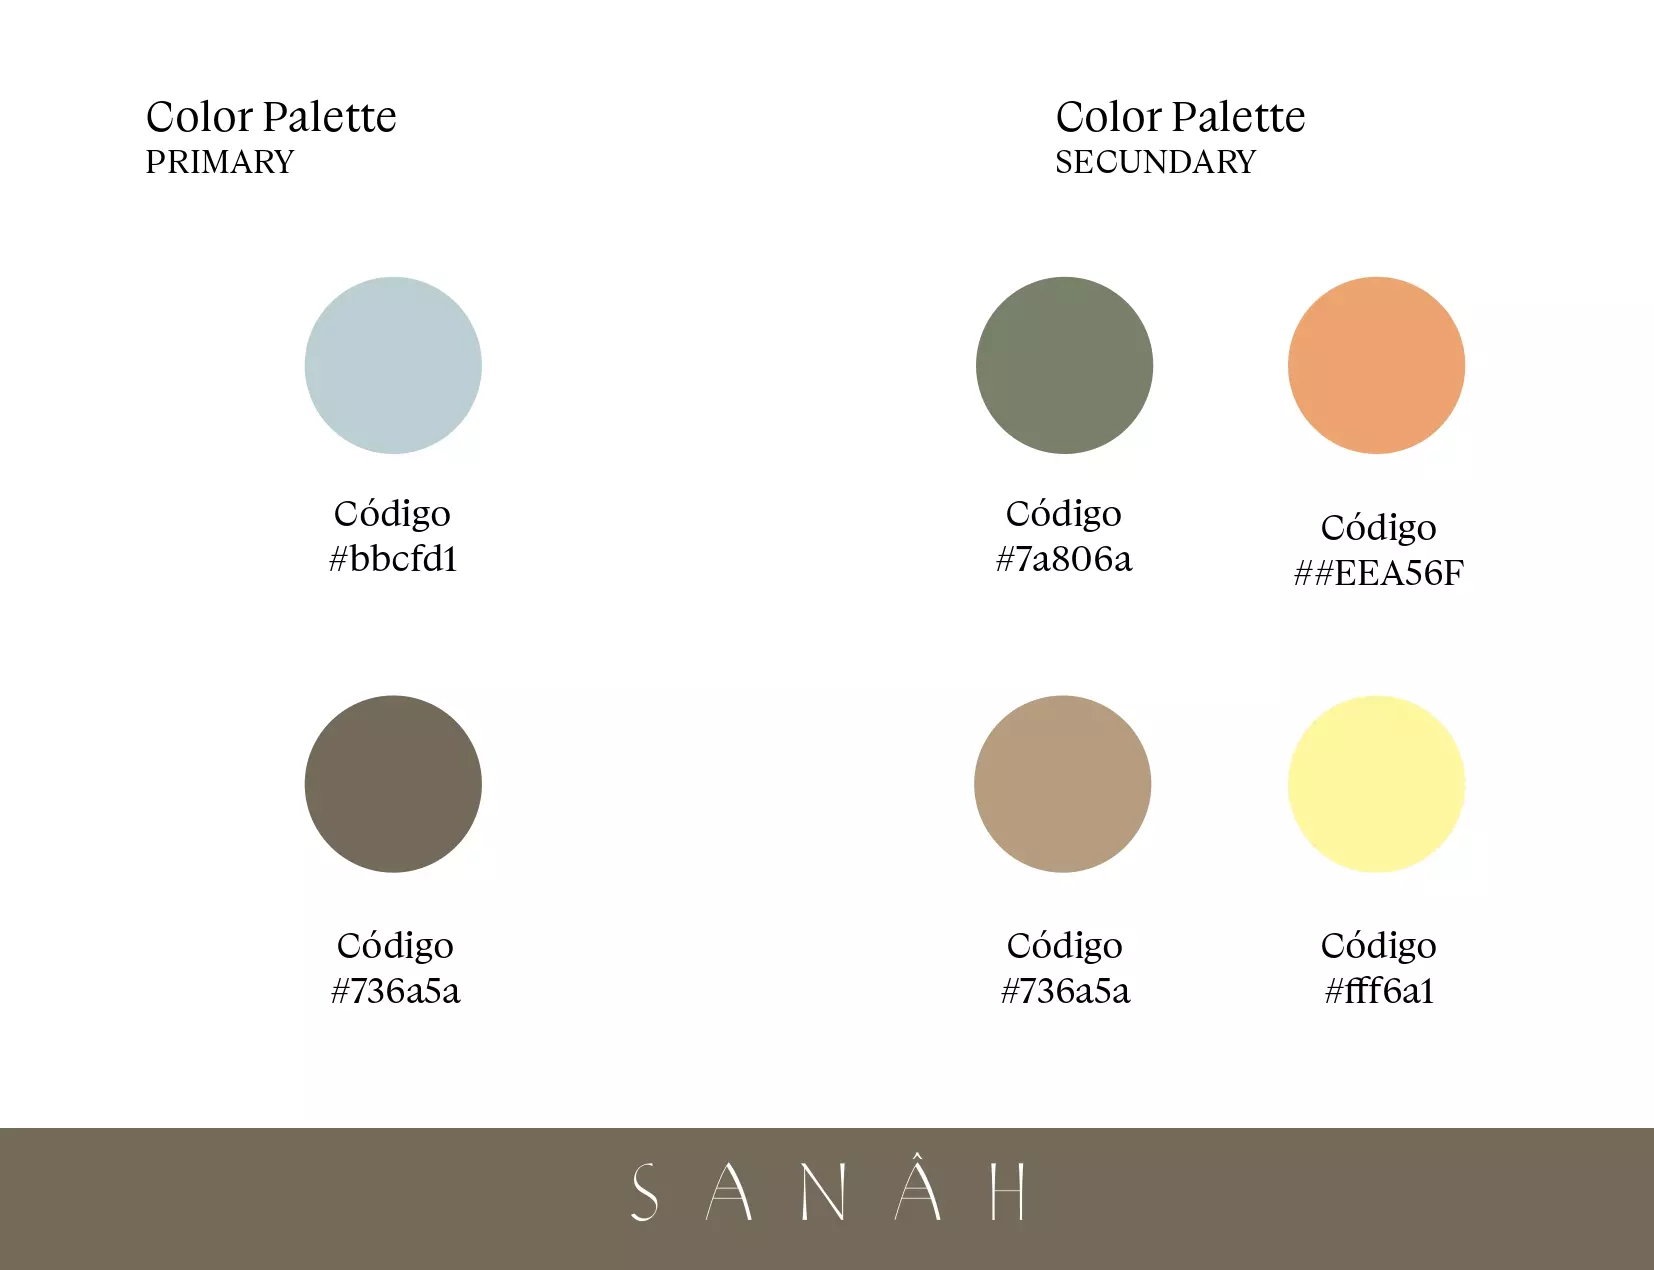 Color Palette
PRIMARY
Color Palette
SECUNDARY
Código
#bbcfd1
Código
#7a806a
Código
##EEA56F
Código
#736a5a
Código
#736a5a
Código
#fff6a1
SANÂH